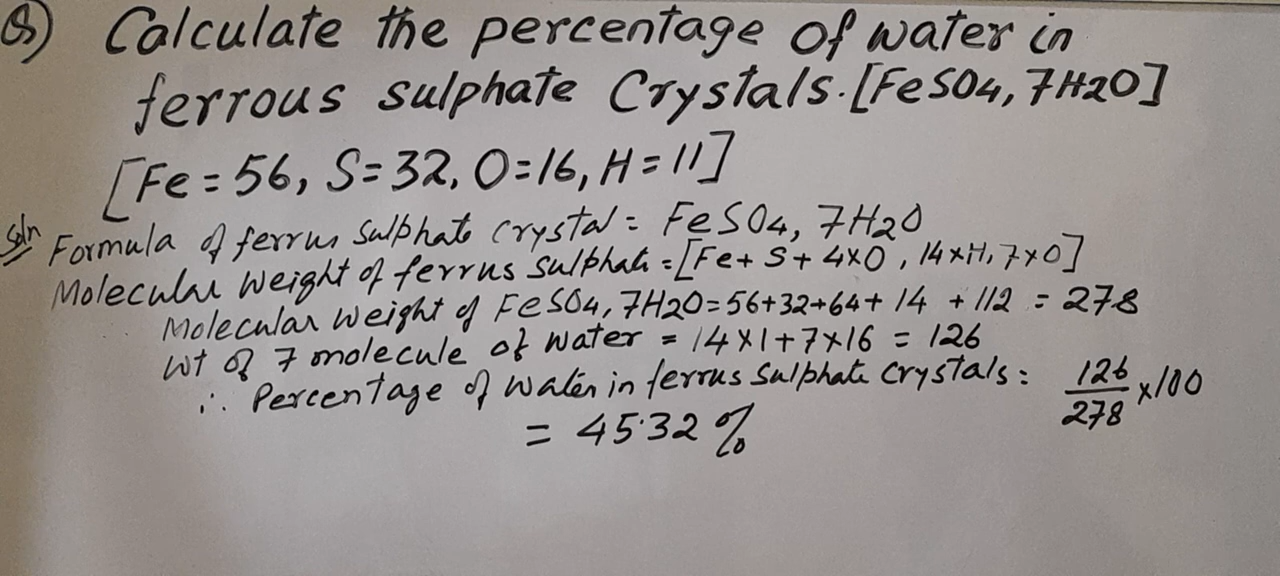 Q) Calculate the percentage of water in
ferrous sulphate Crystals. [FeSO4, 7H2O]
[Fe = 56, S = 32, O = 16, H = 11]
Soln Formula of ferrus Sulphate Crystal = FeSO4, 7H2O
Molecular Weight of ferrus Sulphate = [Fe + S + 4×O, 14×H, 7×O]
Molecular Weight of FeSO4, 7H2O = 56+32+64+ 14 + 112 = 278
Wt of 7 molecule of water = 14×1+7×16 = 126
∴ Percentage of water in ferrus Sulphate Crystals = 126/278 ×100
= 45.32 %